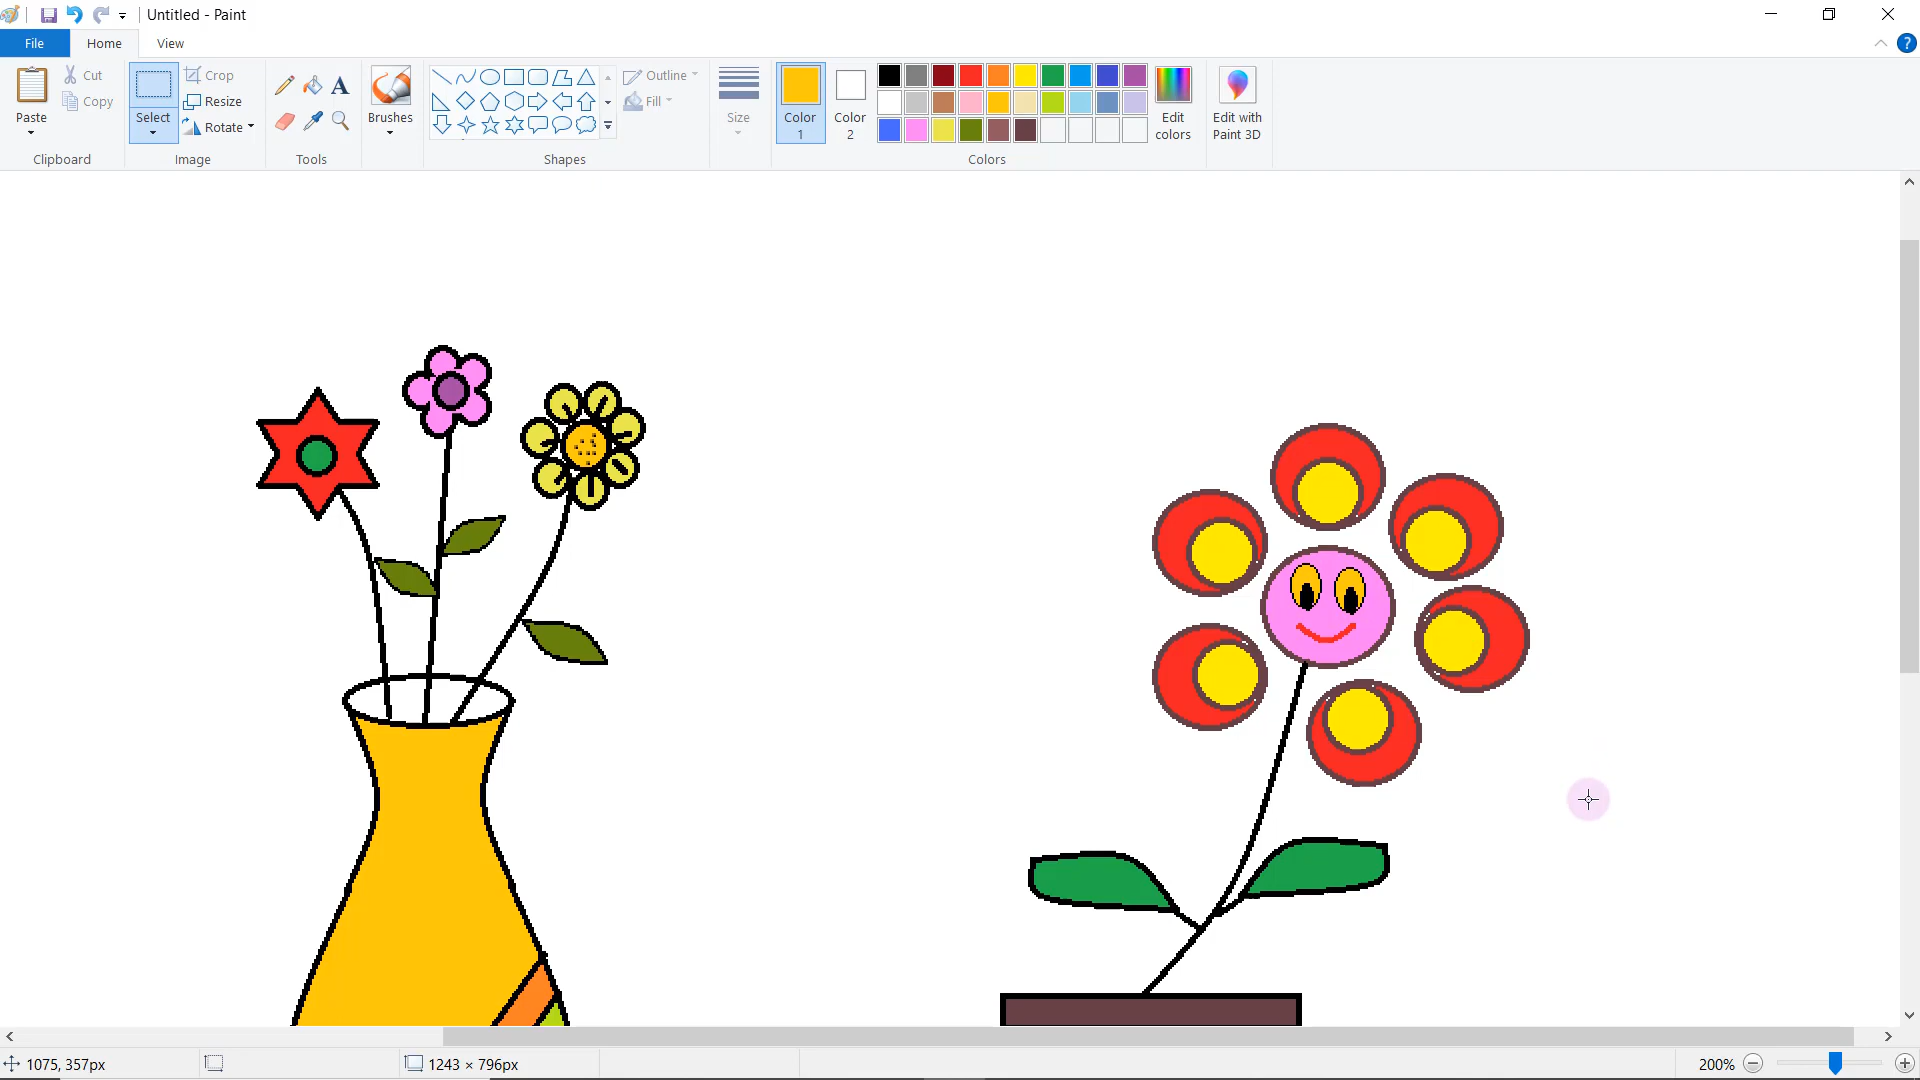 Untitled - Paint
File Home View
Paste
Cut
Copy
Clipboard
Select
Crop
Resize
Rotate
Image
A
Tools
Brushes
Shapes
Outline
Fill
Size
Color 1
Color 2
Colors
Edit colors
Edit with Paint 3D
?
1075, 357px
1243 × 796px
200%